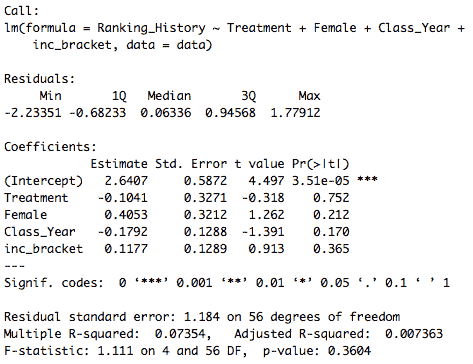 Call:
lm(formula = Ranking_History ~ Treatment + Female + Class_Year +
    inc_bracket, data = data)

Residuals:
     Min       1Q   Median       3Q      Max
-2.23351 -0.68233  0.06336  0.94568  1.77912

Coefficients:
            Estimate Std. Error t value Pr(>|t|)
(Intercept)   2.6407     0.5872   4.497 3.51e-05 ***
Treatment    -0.1041     0.3271  -0.318    0.752
Female        0.4053     0.3212   1.262    0.212
Class_Year   -0.1792     0.1288  -1.391    0.170
inc_bracket   0.1177     0.1289   0.913    0.365
---
Signif. codes:  0 ‘***’ 0.001 ‘**’ 0.01 ‘*’ 0.05 ‘.’ 0.1 ‘ ’ 1

Residual standard error: 1.184 on 56 degrees of freedom
Multiple R-squared:  0.07354,	Adjusted R-squared:  0.007363
F-statistic: 1.111 on 4 and 56 DF,  p-value: 0.3604